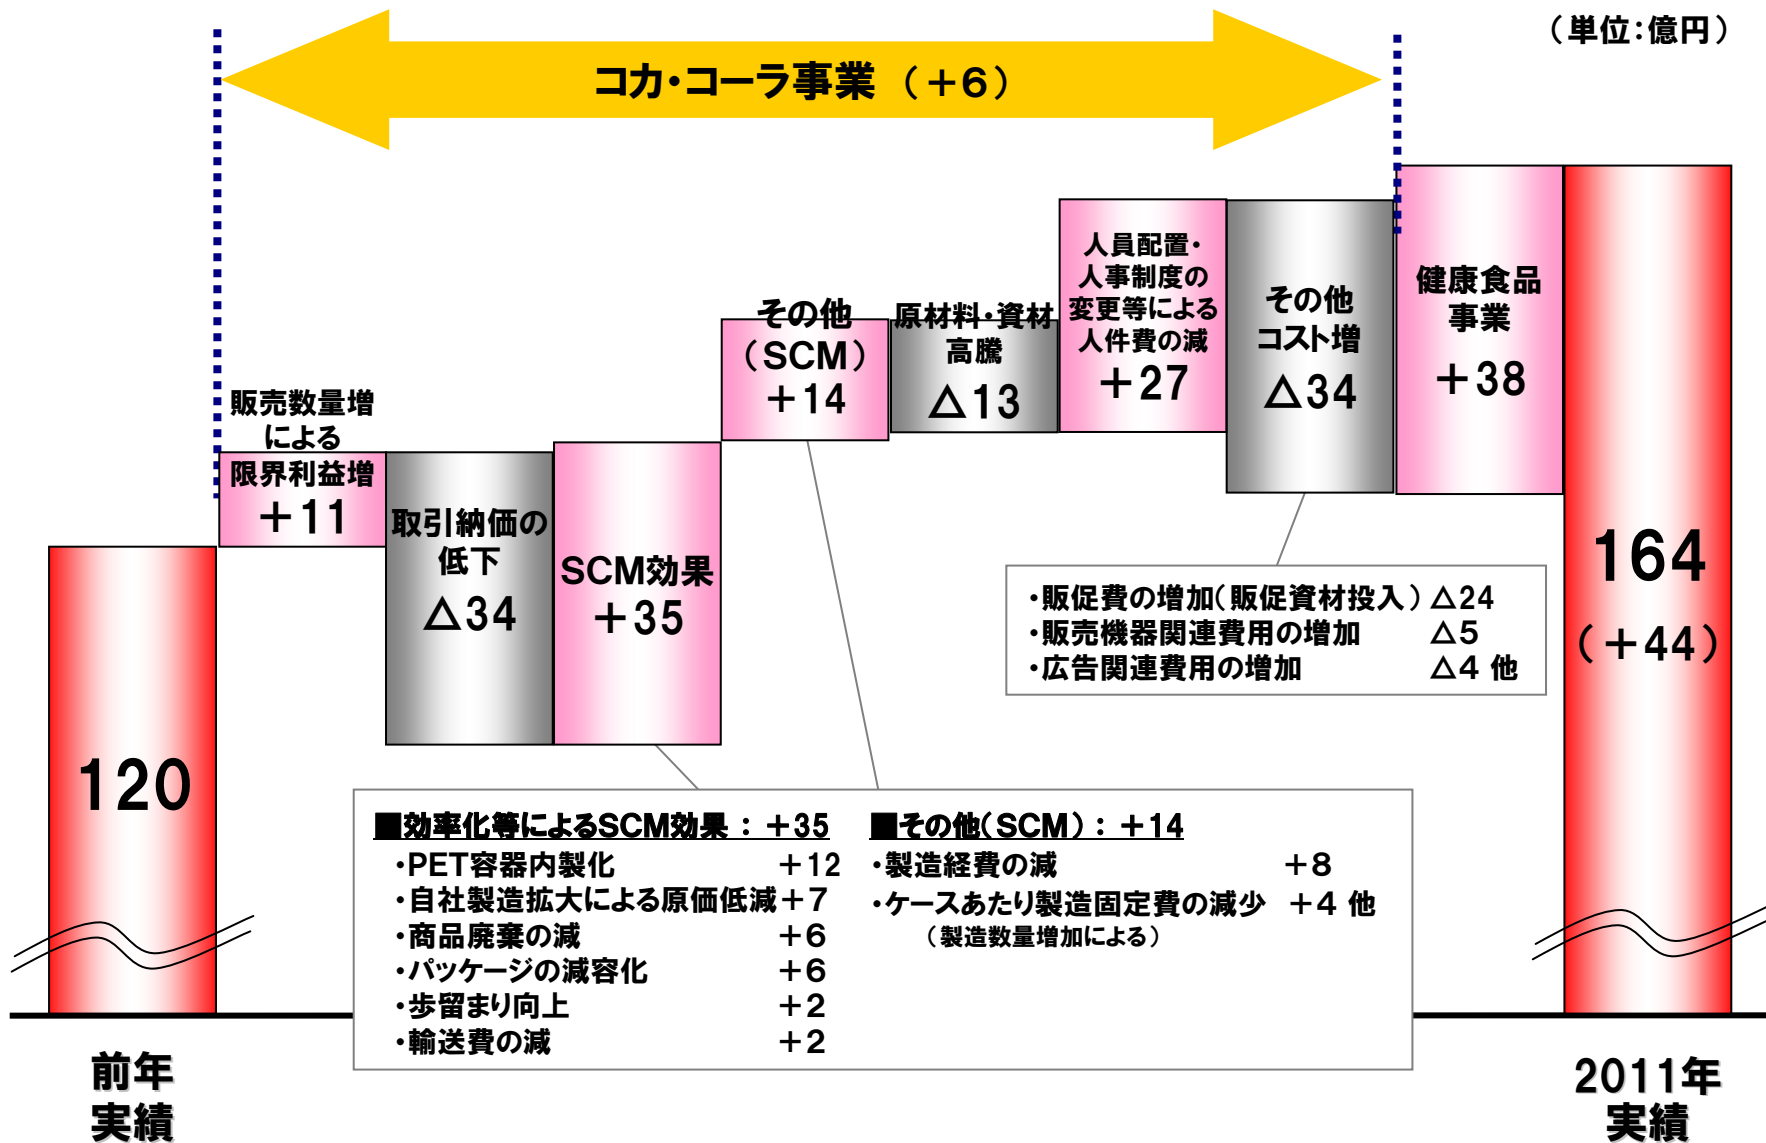 （単位：億円）
コカ・コーラ事業 （＋6）
販売数量増
による
限界利益増
＋11
取引納価の
低下
△34
SCM効果
＋35
その他
（SCM）
＋14
原材料・資材
高騰
△13
人員配置・
人事制度の
変更等による
人件費の減
＋27
その他
コスト増
△34
健康食品
事業
＋38
164
（＋44）
120
・販促費の増加（販促資材投入） △24
・販売機器関連費用の増加 △5
・広告関連費用の増加 △4 他
■効率化等によるSCM効果 ： ＋35
・PET容器内製化 ＋12
・自社製造拡大による原価低減 ＋7
・商品廃棄の減 ＋6
・パッケージの減容化 ＋6
・歩留まり向上 ＋2
・輸送費の減 ＋2
■その他（SCM）： ＋14
・製造経費の減 ＋8
・ケースあたり製造固定費の減少 ＋4 他
（製造数量増加による）
前年
実績
2011年
実績